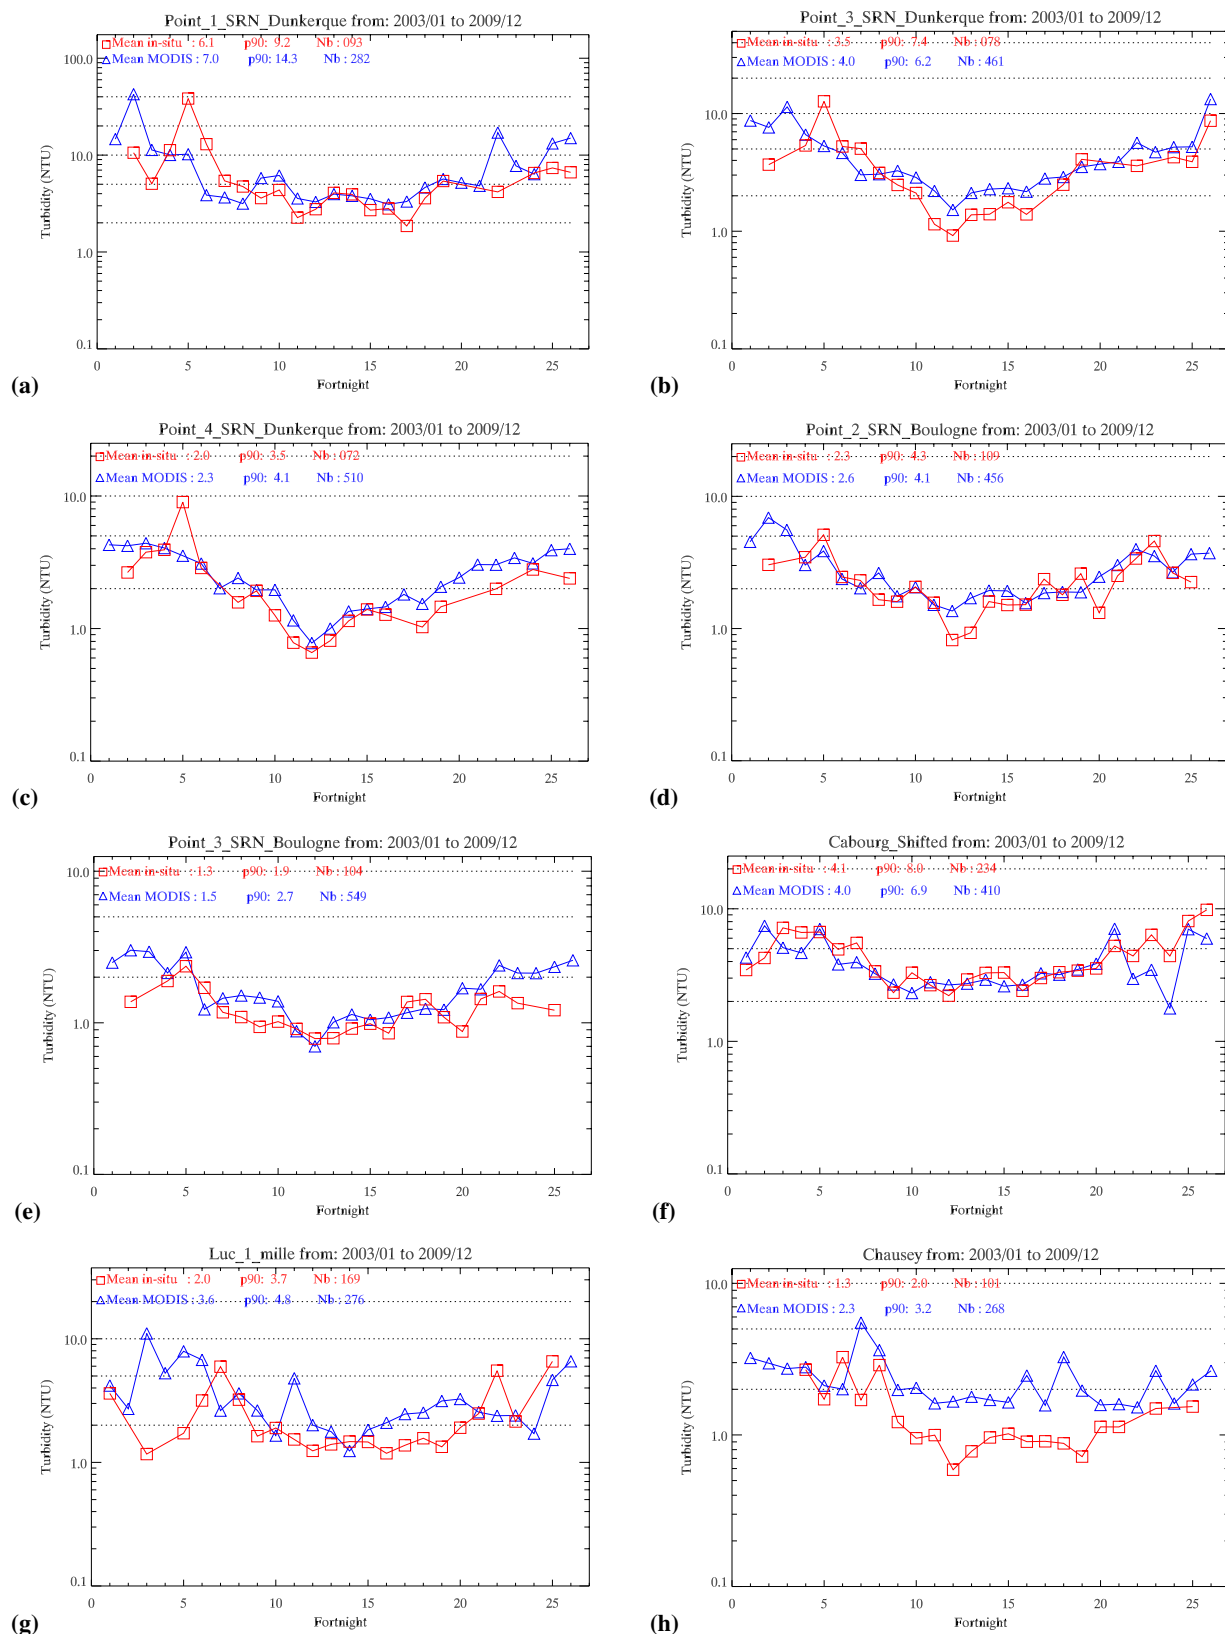 Point_1_SRN_Dunkerque from: 2003/01 to 2009/12
Mean in-situ : 6.1 p90: 9.2 Nb : 093
Mean MODIS : 7.0 p90: 14.3 Nb : 282
100.0
10.0
1.0
0.1
Turbidity (NTU)
0 5 10 15 20 25
Fortnight
(a)
Point_3_SRN_Dunkerque from: 2003/01 to 2009/12
Mean in-situ : 3.5 p90: 7.4 Nb : 078
Mean MODIS : 4.0 p90: 6.2 Nb : 461
10.0
1.0
0.1
Turbidity (NTU)
0 5 10 15 20 25
Fortnight
(b)
Point_4_SRN_Dunkerque from: 2003/01 to 2009/12
Mean in-situ : 2.0 p90: 3.5 Nb : 072
Mean MODIS : 2.3 p90: 4.1 Nb : 510
10.0
1.0
0.1
Turbidity (NTU)
0 5 10 15 20 25
Fortnight
(c)
Point_2_SRN_Boulogne from: 2003/01 to 2009/12
Mean in-situ : 2.3 p90: 4.3 Nb : 109
Mean MODIS : 2.6 p90: 4.1 Nb : 456
10.0
1.0
0.1
Turbidity (NTU)
0 5 10 15 20 25
Fortnight
(d)
Point_3_SRN_Boulogne from: 2003/01 to 2009/12
Mean in-situ : 1.3 p90: 1.9 Nb : 104
Mean MODIS : 1.5 p90: 2.7 Nb : 549
10.0
1.0
0.1
Turbidity (NTU)
0 5 10 15 20 25
Fortnight
(e)
Cabourg_Shifted from: 2003/01 to 2009/12
Mean in-situ : 4.1 p90: 8.0 Nb : 234
Mean MODIS : 4.0 p90: 6.9 Nb : 410
10.0
1.0
0.1
Turbidity (NTU)
0 5 10 15 20 25
Fortnight
(f)
Luc_1_mille from: 2003/01 to 2009/12
Mean in-situ : 2.0 p90: 3.7 Nb : 169
Mean MODIS : 3.6 p90: 4.8 Nb : 276
10.0
1.0
0.1
Turbidity (NTU)
0 5 10 15 20 25
Fortnight
(g)
Chausey from: 2003/01 to 2009/12
Mean in-situ : 1.3 p90: 2.0 Nb : 101
Mean MODIS : 2.3 p90: 3.2 Nb : 268
10.0
1.0
0.1
Turbidity (NTU)
0 5 10 15 20 25
Fortnight
(h)